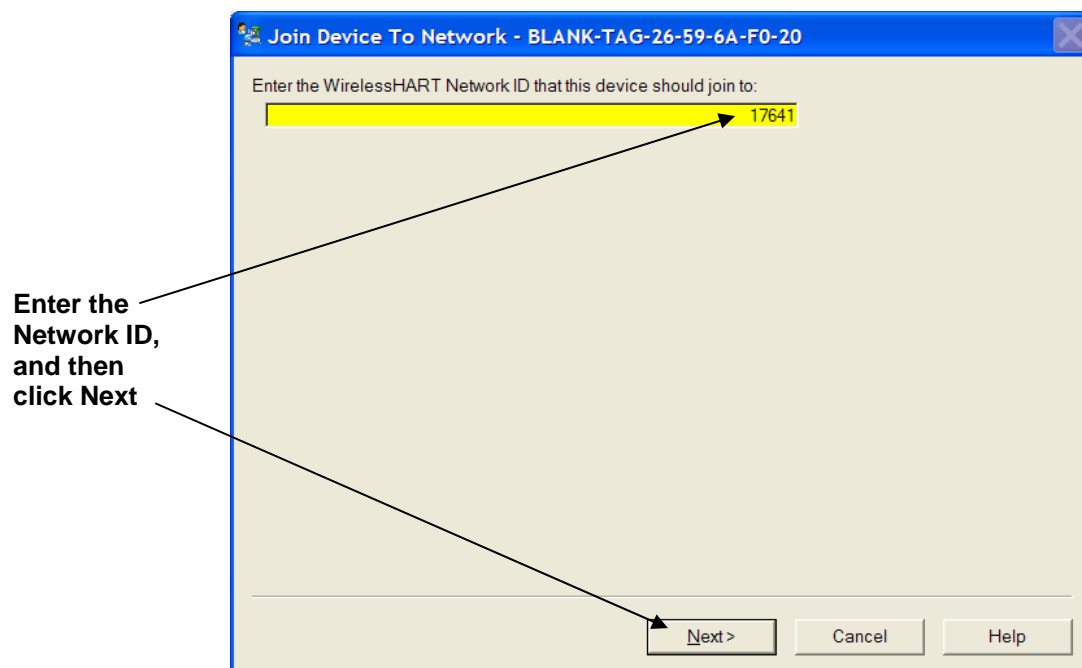 Join Device To Network - BLANK-TAG-26-59-6A-F0-20
Enter the WirelessHART Network ID that this device should join to:
17641
Enter the
Network ID,
and then
click Next
Next >
Cancel
Help